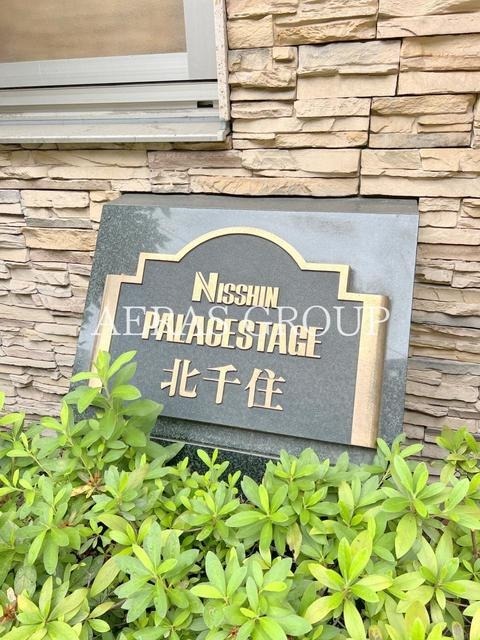 NISSHIN
AERAS GROUP
PALACESTAGE
北千住